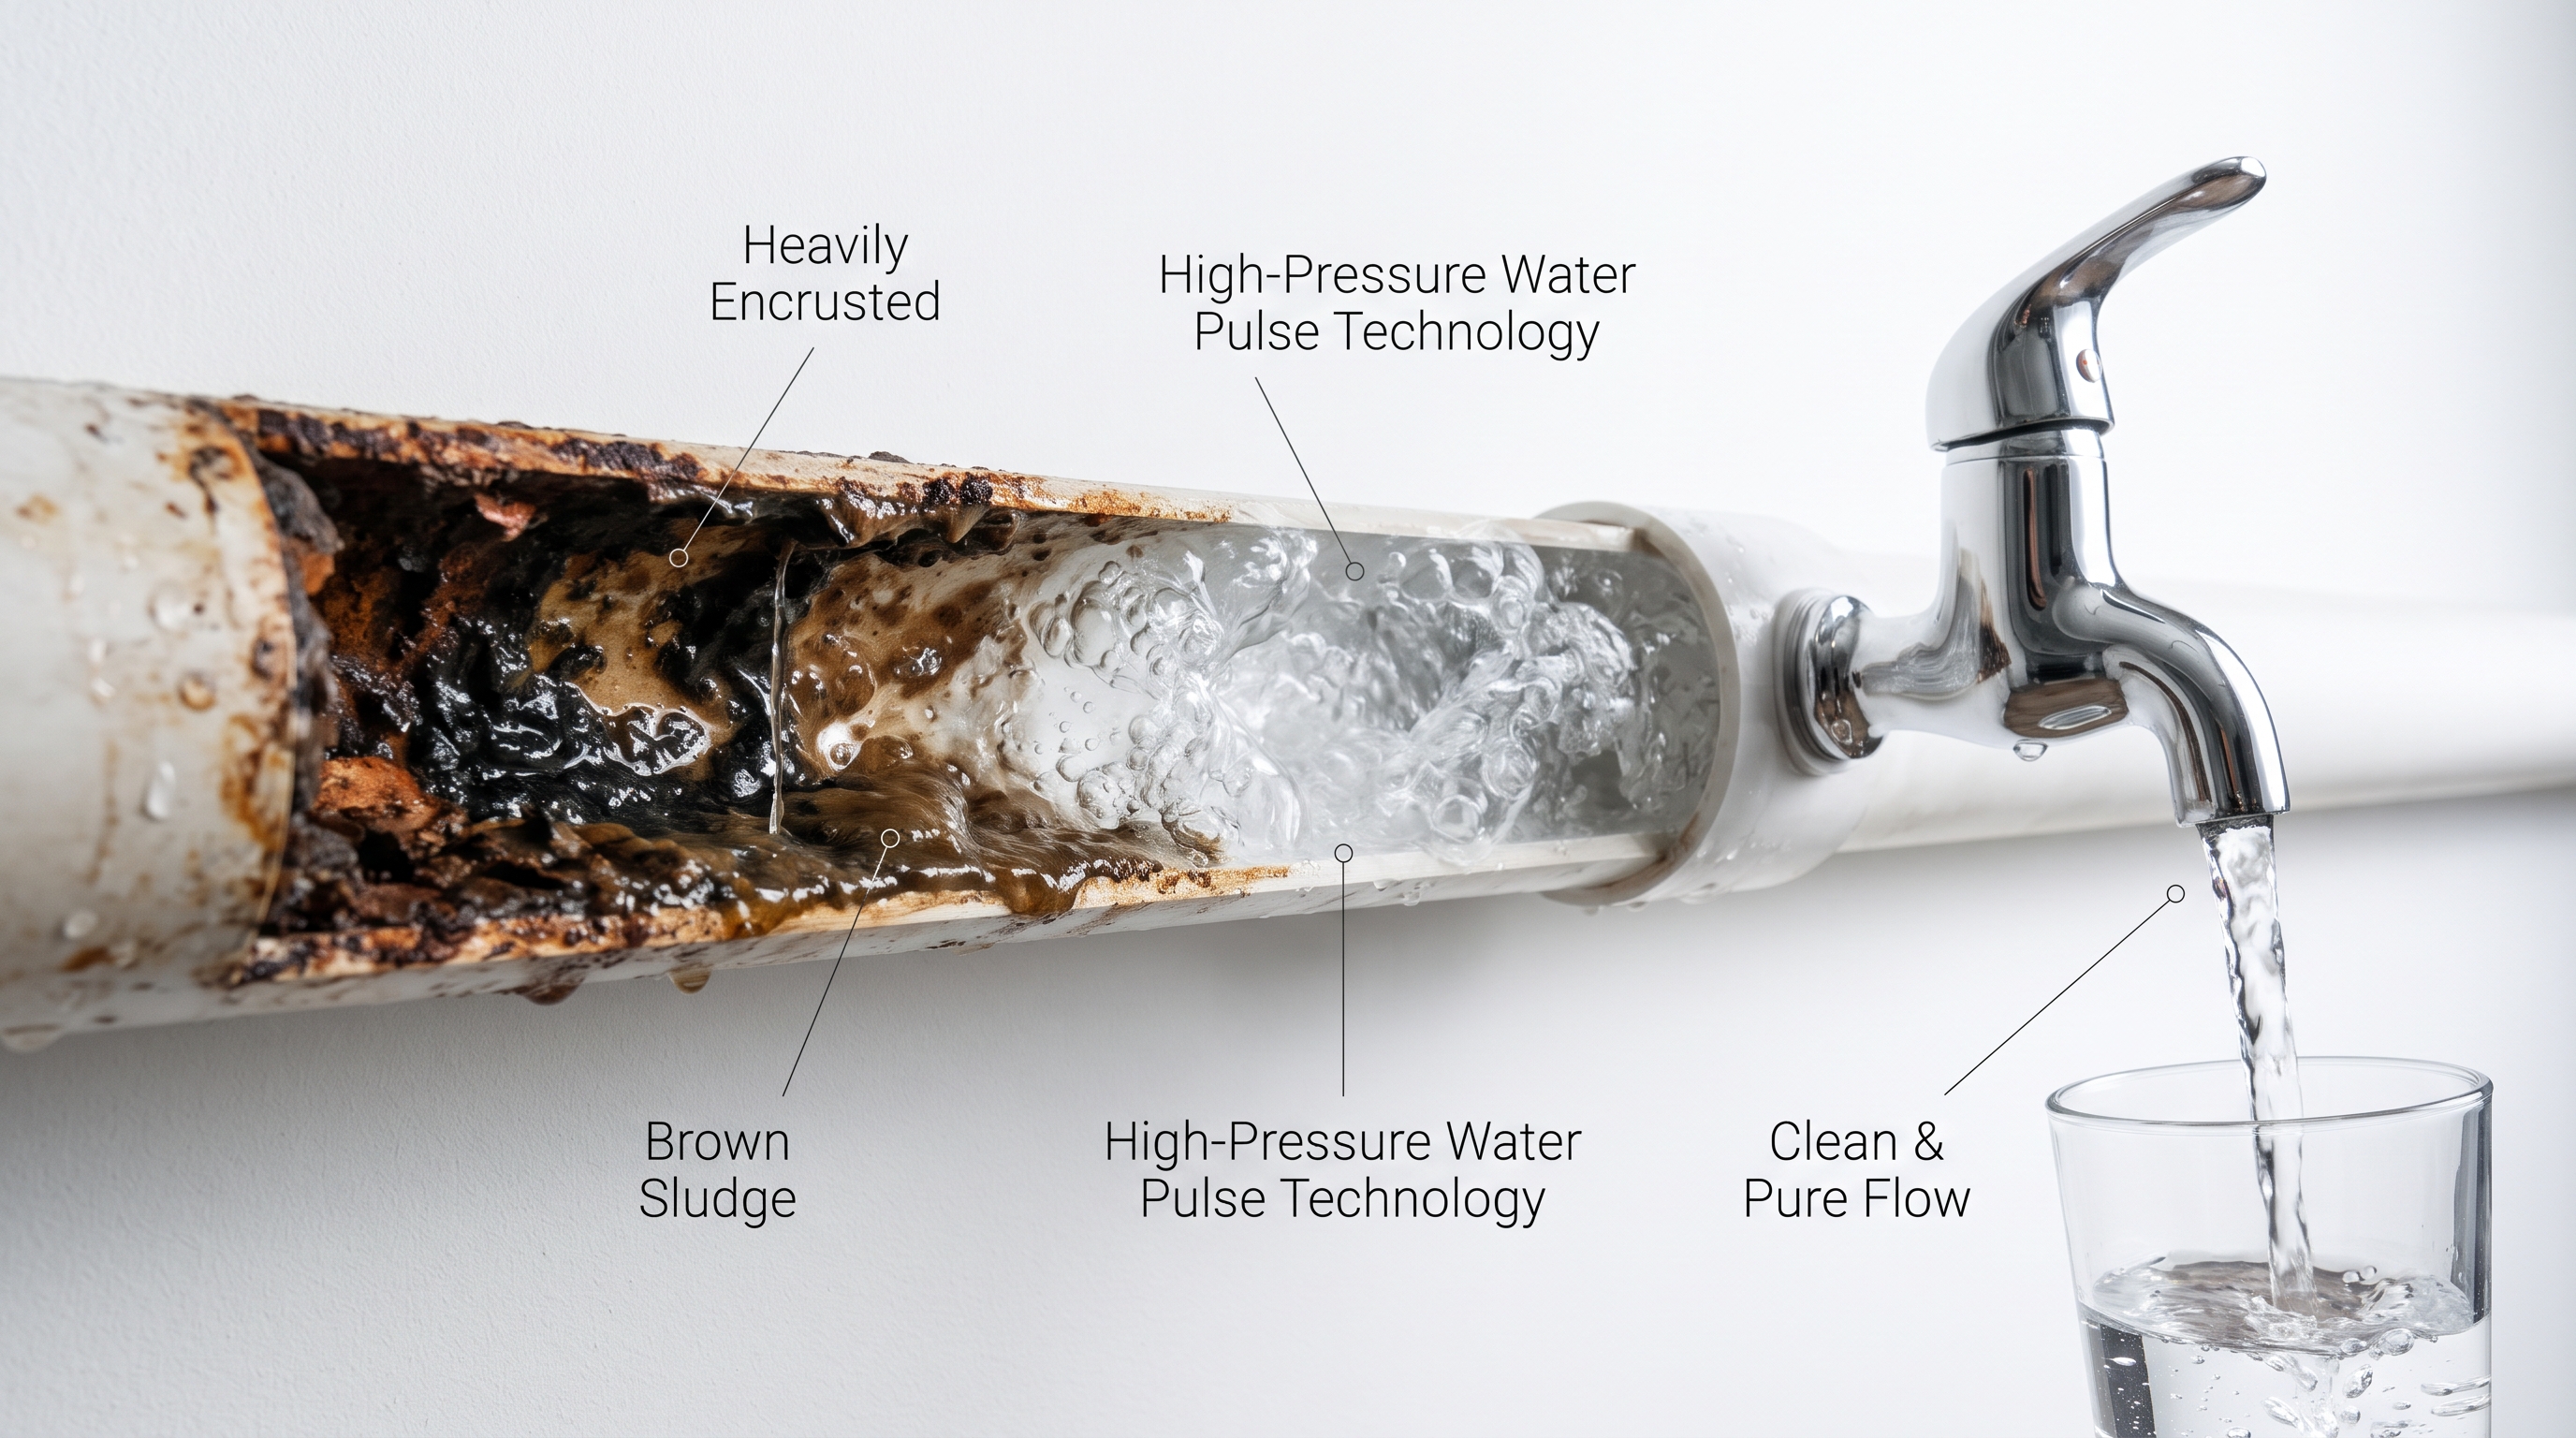 Heavily
Encrusted
High-Pressure Water
Pulse Technology
Brown
Sludge
High-Pressure Water
Pulse Technology
Clean &
Pure Flow